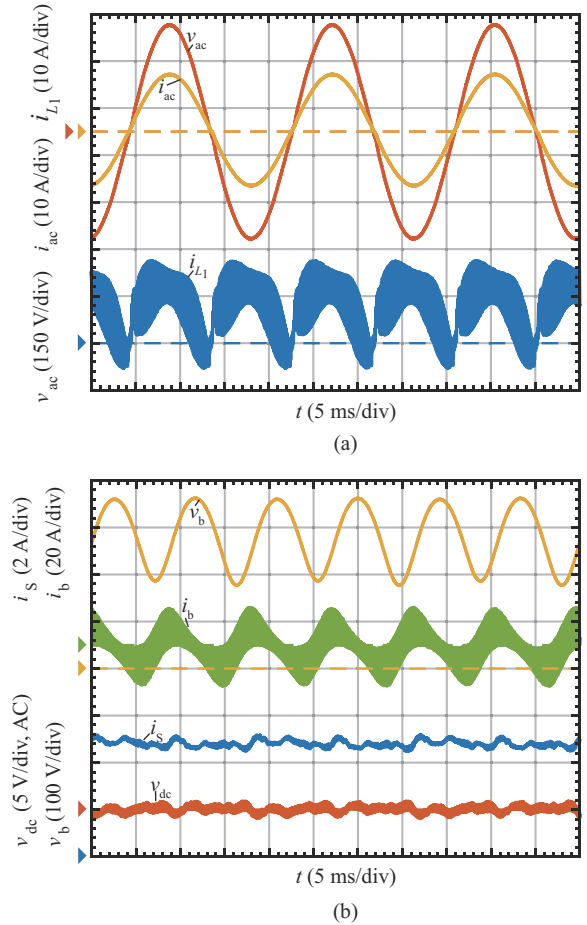 v_ac (150 V/div) i_ac (10 A/div) i_L1 (10 A/div)
v_ac
i_ac
i_L1
t (5 ms/div)
(a)
i_S (2 A/div)
i_b (20 A/div)
v_dc (5 V/div, AC)
v_b (100 V/div)
v_b
i_b
i_S
v_dc
t (5 ms/div)
(b)